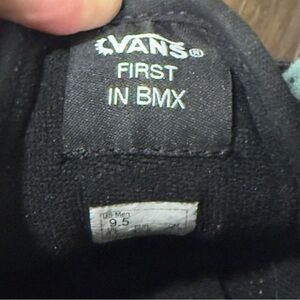 VANS®
FIRST
IN BMX
US Men
9.5